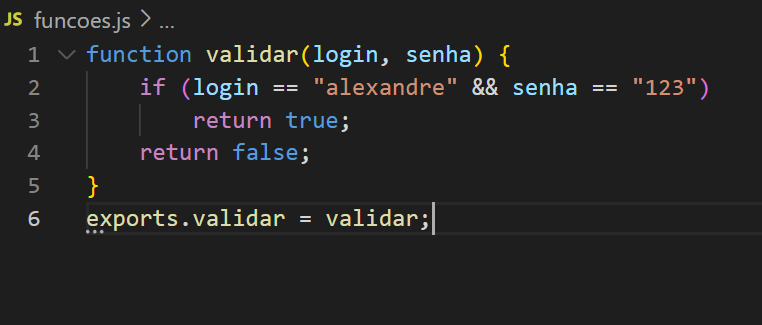 JS funcoes.js > ...
1 function validar(login, senha) {
2 if (login == "alexandre" && senha == "123")
3 return true;
4 return false;
5 }
6 exports.validar = validar;